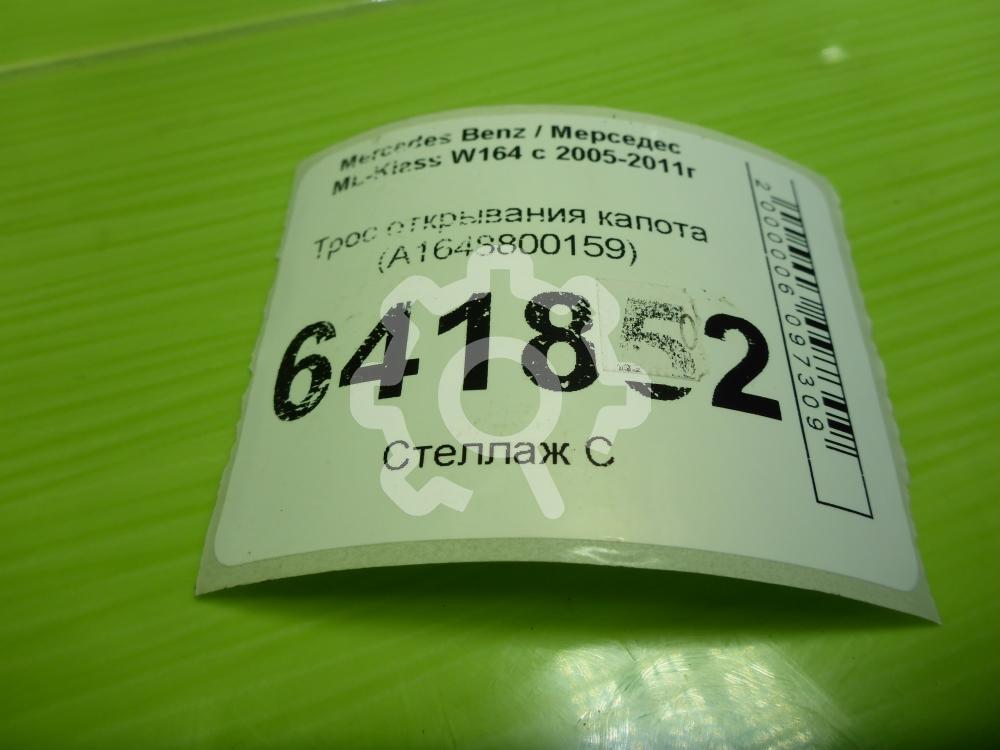 Mercedes Benz / Мерседес
ML-Klass W164 с 2005-2011г
Трос открывания капота
(A1648800159)
641852
Стеллаж С
2000006097309